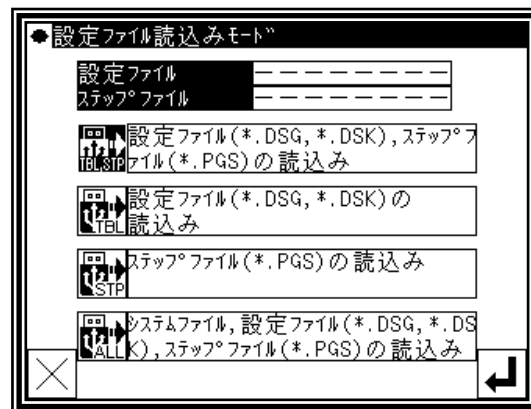 ●設定ファイル読込みモード
設定ファイル －－－－－－－－
ステップファイル －－－－－－－－
TBL STP
設定ファイル(*.DSG,*.DSK),ステップフ
ァイル(*.PGS)の読込み
TBL
設定ファイル(*.DSG,*.DSK)の
読込み
STP
ステップファイル(*.PGS)の読込み
ALL
システムファイル,設定ファイル(*.DSG,*.DS
K),ステップファイル(*.PGS)の読込み